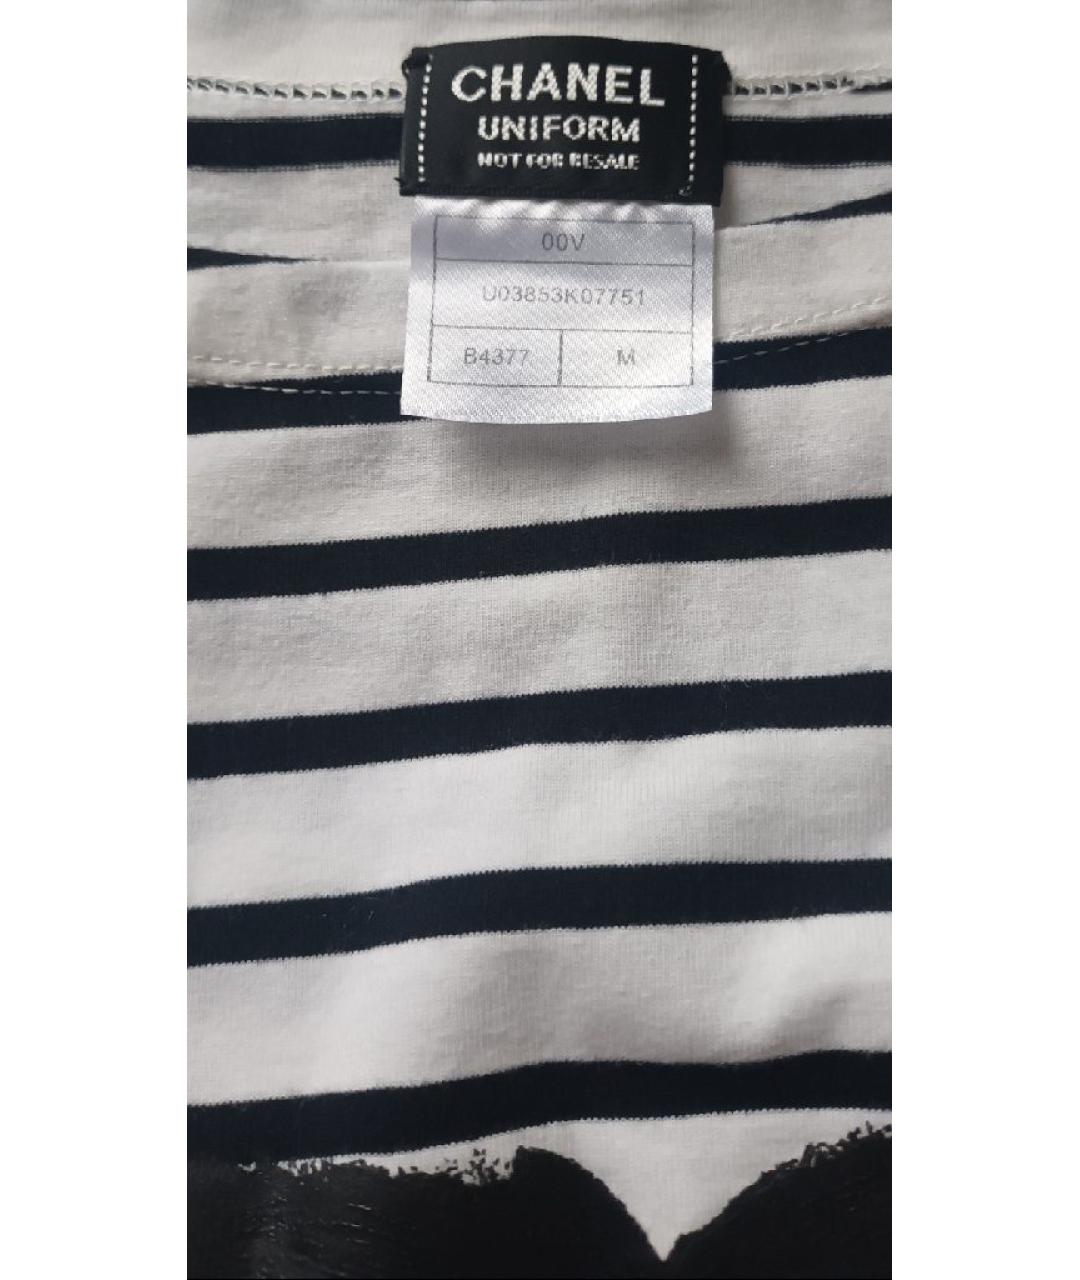 CHANEL
UNIFORM
NOT FOR RESALE
00V
U03853K07751
B4377 M